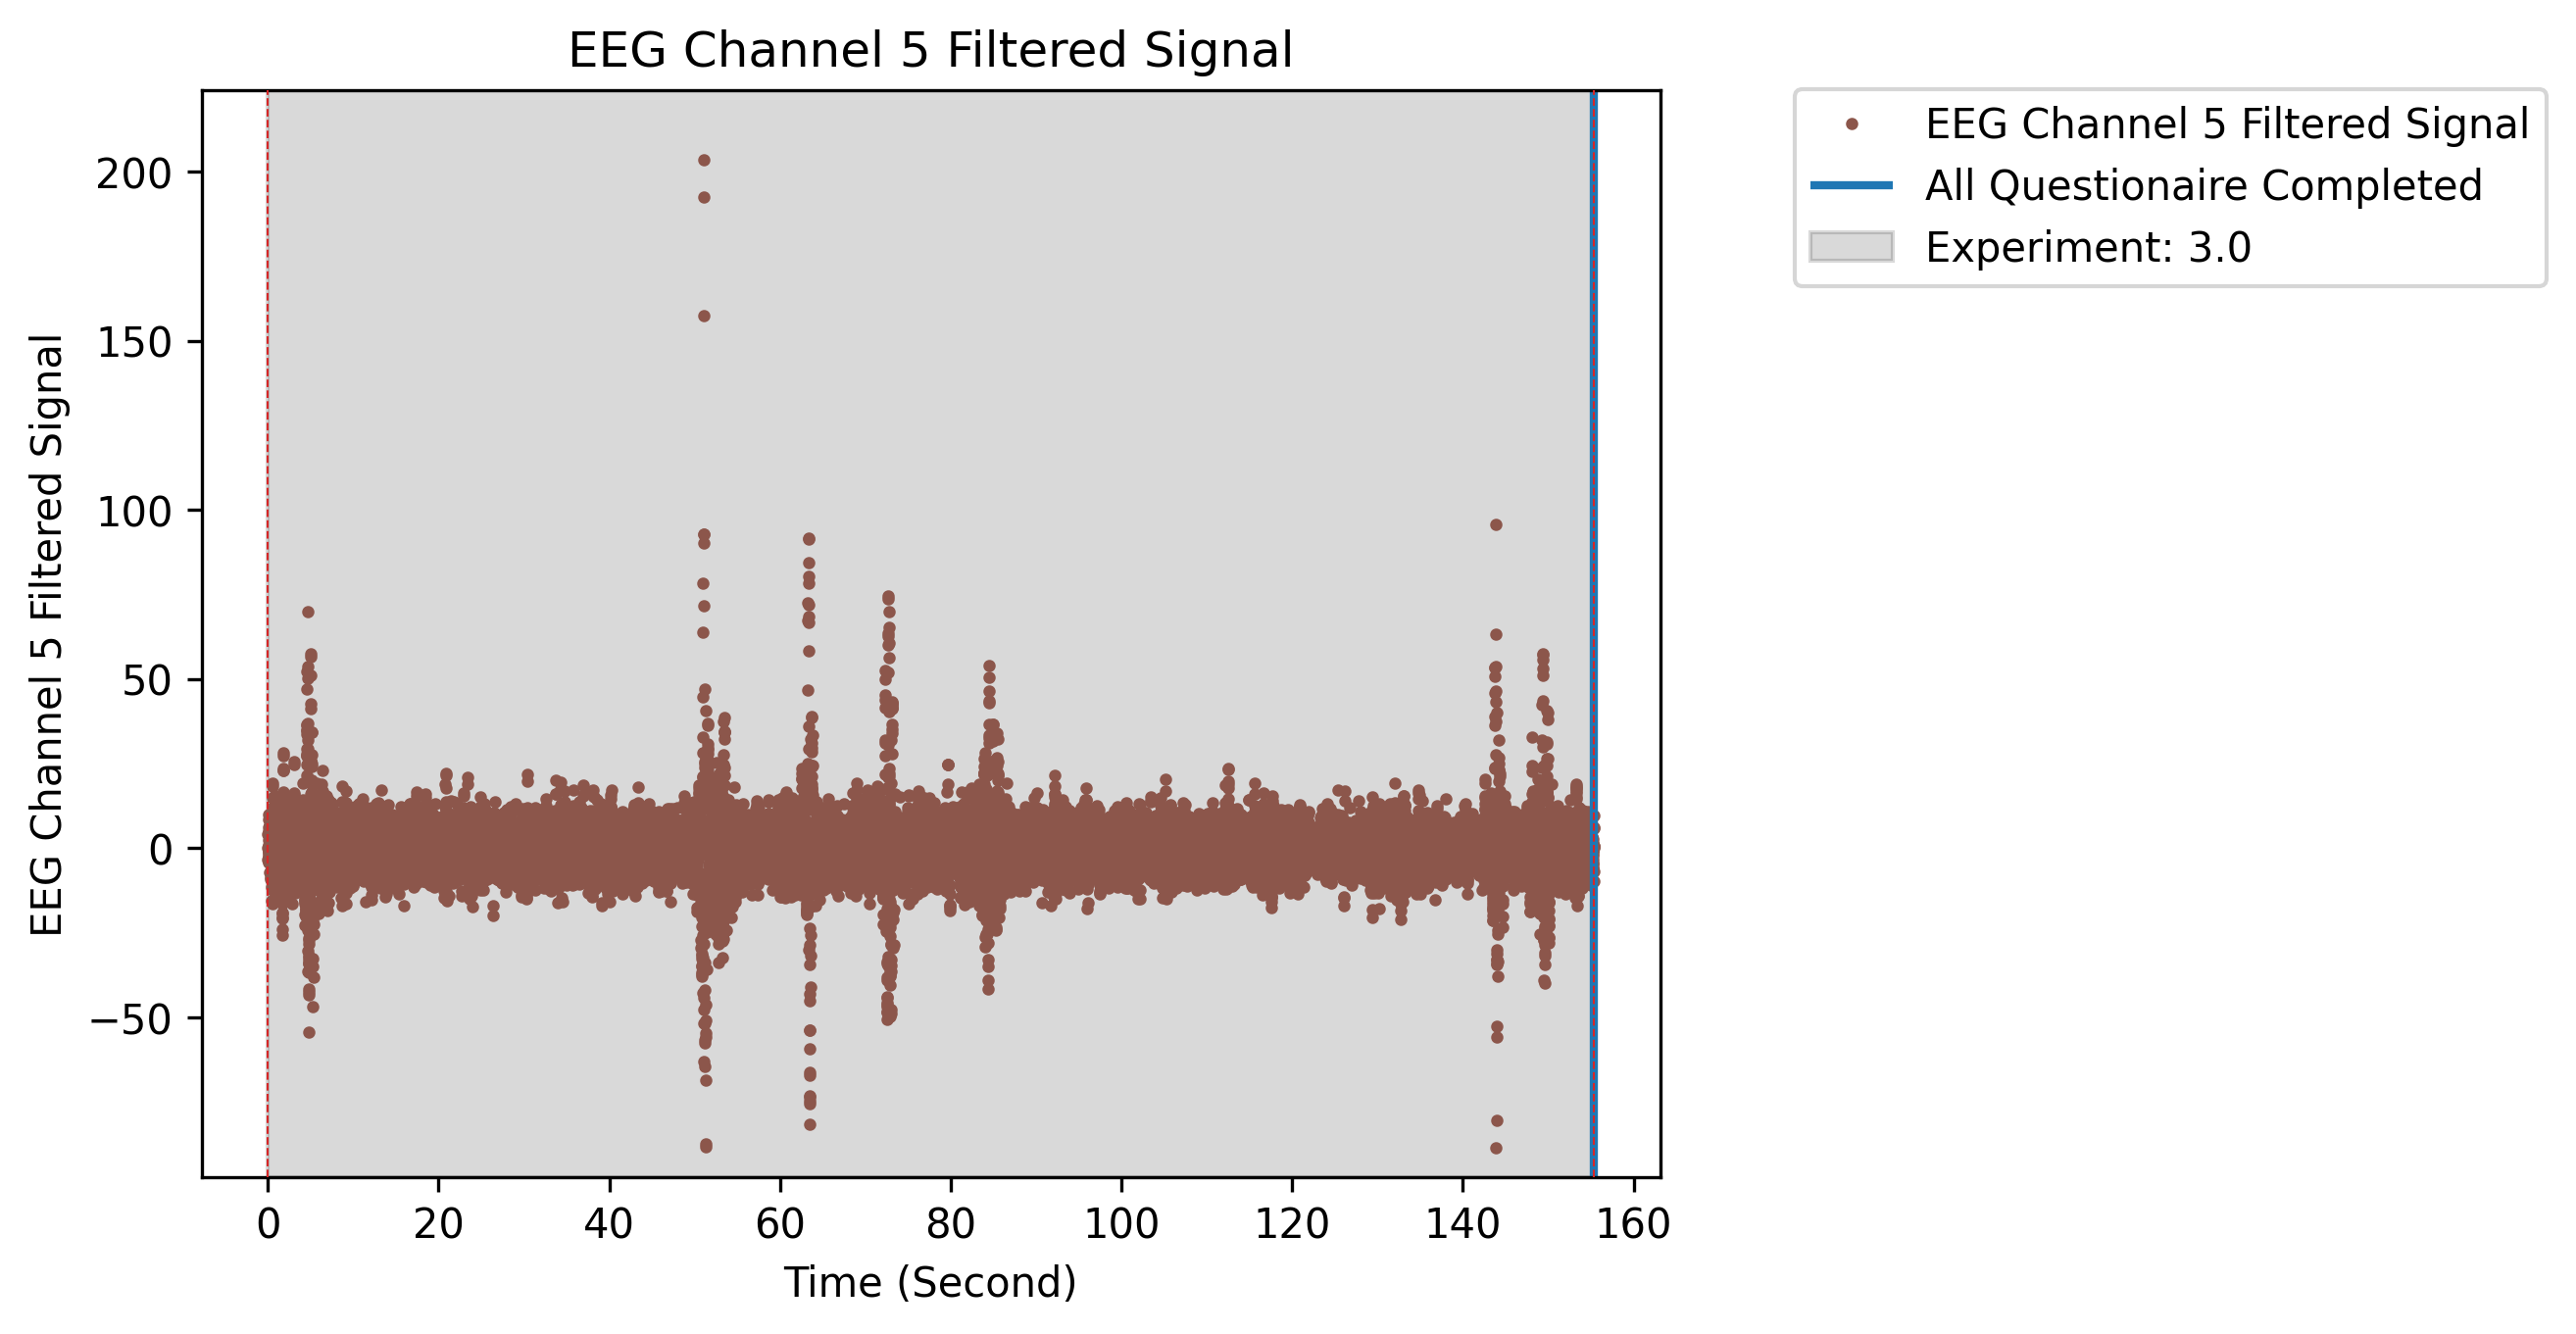 EEG Channel 5 Filtered Signal
EEG Channel 5 Filtered Signal
All Questionaire Completed
Experiment: 3.0
EEG Channel 5 Filtered Signal
200
150
100
50
0
−50
0 20 40 60 80 100 120 140 160
Time (Second)